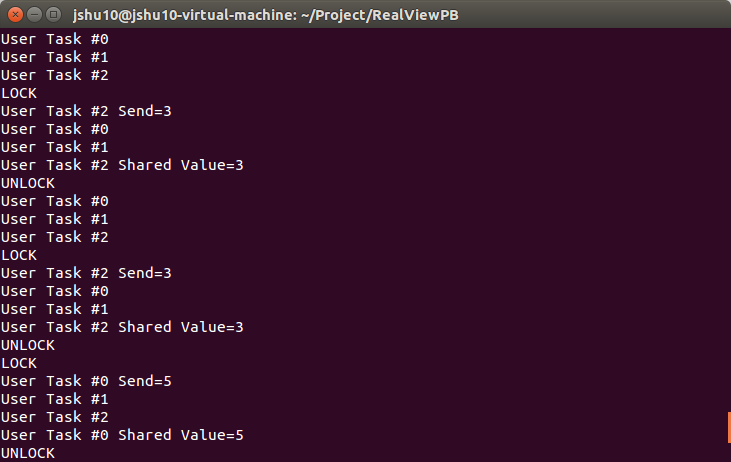 jshu10@jshu10-virtual-machine: ~/Project/RealViewPB
User Task #0
User Task #1
User Task #2
LOCK
User Task #2 Send=3
User Task #0
User Task #1
User Task #2 Shared Value=3
UNLOCK
User Task #0
User Task #1
User Task #2
LOCK
User Task #2 Send=3
User Task #0
User Task #1
User Task #2 Shared Value=3
UNLOCK
LOCK
User Task #0 Send=5
User Task #1
User Task #2
User Task #0 Shared Value=5
UNLOCK